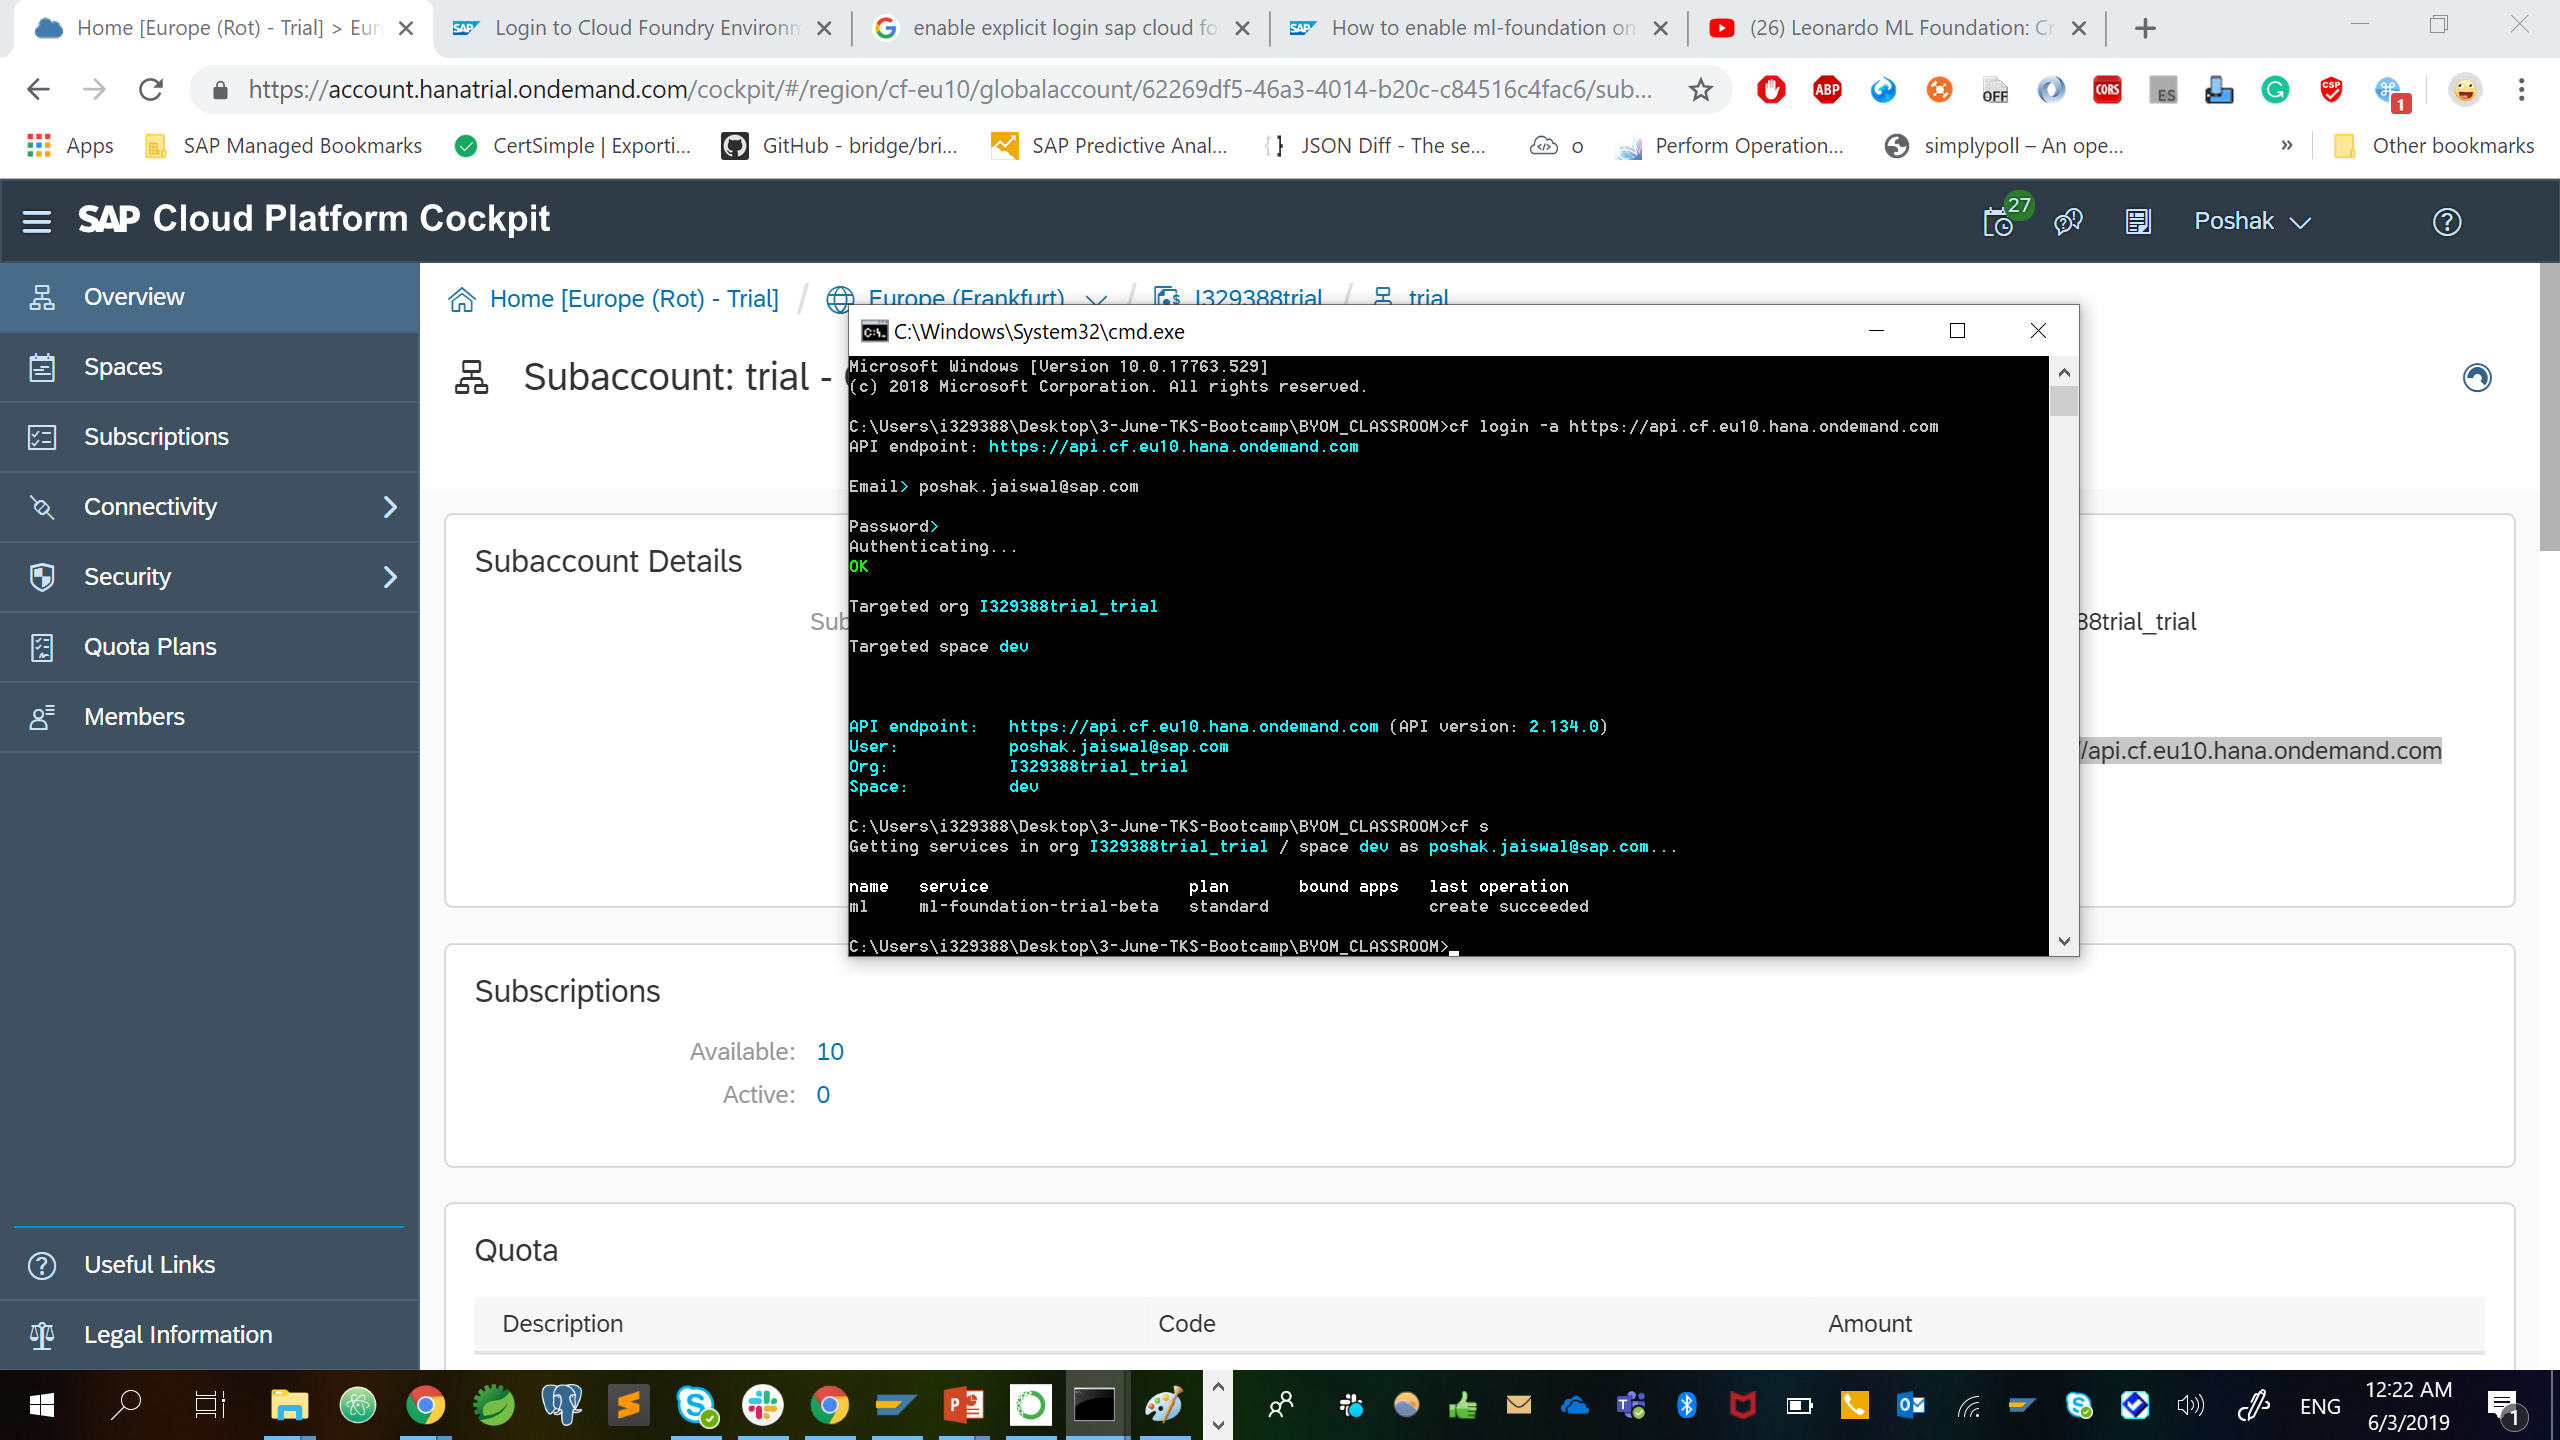 Home [Europe (Rot) - Trial] > Eur
Login to Cloud Foundry Environm
enable explicit login sap cloud fo
How to enable ml-foundation on
(26) Leonardo ML Foundation: Cr
https://account.hanatrial.ondemand.com/cockpit/#/region/cf-eu10/globalaccount/62269df5-46a3-4014-b20c-c84516c4fac6/sub...
ABP
OFF
CORS
ES
CSP
1
Apps
SAP Managed Bookmarks
CertSimple | Exporti...
GitHub - bridge/bri...
SAP Predictive Anal...
JSON Diff - The se...
o
Perform Operation...
simplypoll – An ope...
»
Other bookmarks
SAP Cloud Platform Cockpit
27
Poshak
Overview
Spaces
Subscriptions
Connectivity
Security
Quota Plans
Members
Useful Links
Legal Information
Home [Europe (Rot) - Trial] / Europe (Frankfurt) / I329388trial / trial
Subaccount: trial -
C:\Windows\System32\cmd.exe
Microsoft Windows [Version 10.0.17763.529]
(c) 2018 Microsoft Corporation. All rights reserved.
C:\Users\i329388\Desktop\3-June-TKS-Bootcamp\BYOM_CLASSROOM>cf login -a https://api.cf.eu10.hana.ondemand.com
API endpoint: https://api.cf.eu10.hana.ondemand.com
Email> poshak.jaiswal@sap.com
Password>
Authenticating...
OK
Targeted org I329388trial_trial
Targeted space dev
API endpoint:   https://api.cf.eu10.hana.ondemand.com (API version: 2.134.0)
User:           poshak.jaiswal@sap.com
Org:            I329388trial_trial
Space:          dev
C:\Users\i329388\Desktop\3-June-TKS-Bootcamp\BYOM_CLASSROOM>cf s
Getting services in org I329388trial_trial / space dev as poshak.jaiswal@sap.com...
name   service                    plan       bound apps   last operation
ml     ml-foundation-trial-beta   standard                create succeeded
C:\Users\i329388\Desktop\3-June-TKS-Bootcamp\BYOM_CLASSROOM>
Subaccount Details
Sub
88trial_trial
/api.cf.eu10.hana.ondemand.com
Subscriptions
Available: 10
Active: 0
Quota
Description
Code
Amount
ENG
12:22 AM
6/3/2019
1